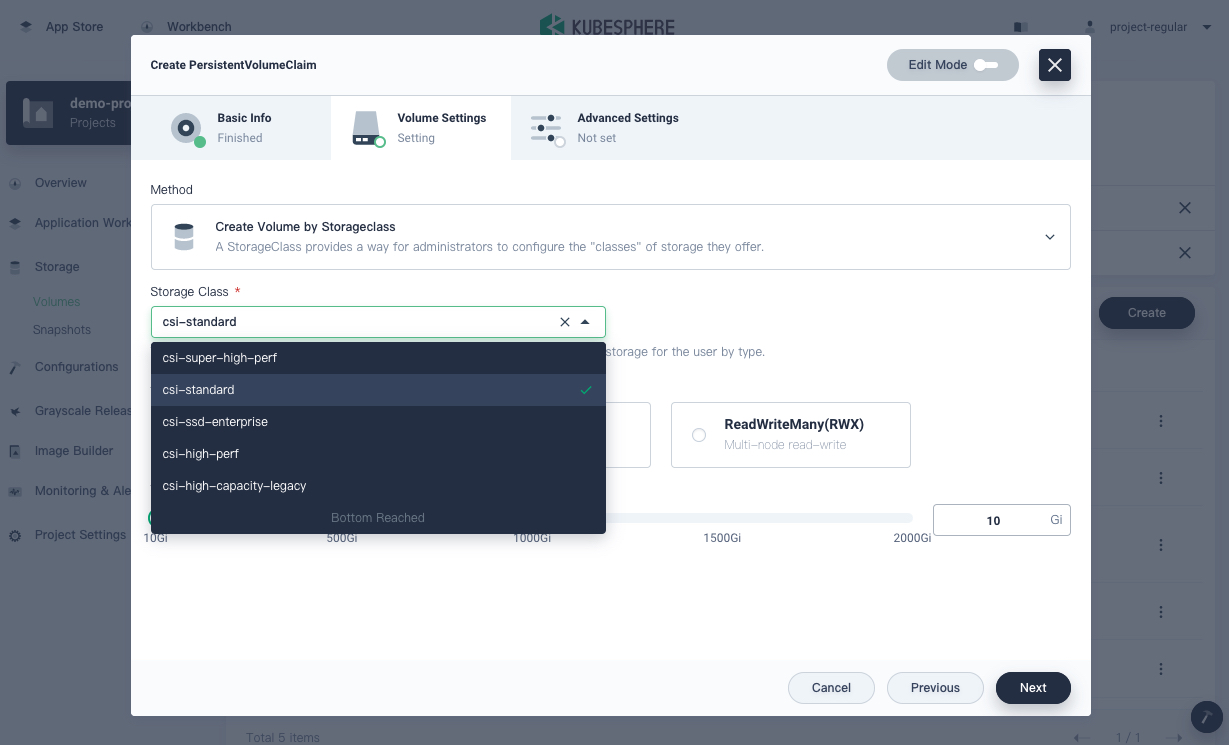 App Store
Workbench
KUBESPHERE
project-regular
Create PersistentVolumeClaim
Edit Mode
demo-pro
Projects
Basic Info
Finished
Volume Settings
Setting
Advanced Settings
Not set
Overview
Application Work
Storage
Volumes
Snapshots
Configurations
Grayscale Releas
Image Builder
Monitoring & Ale
Project Settings
Method
Create Volume by Storageclass
A StorageClass provides a way for administrators to configure the "classes" of storage they offer.
Storage Class *
csi-standard
Create
csi-super-high-perf
storage for the user by type.
csi-standard
csi-ssd-enterprise
csi-high-perf
csi-high-capacity-legacy
Bottom Reached
ReadWriteMany(RWX)
Multi-node read-write
10 Gi
10Gi 500Gi 1000Gi 1500Gi 2000Gi
Cancel
Previous
Next
Total 5 items
1 / 1